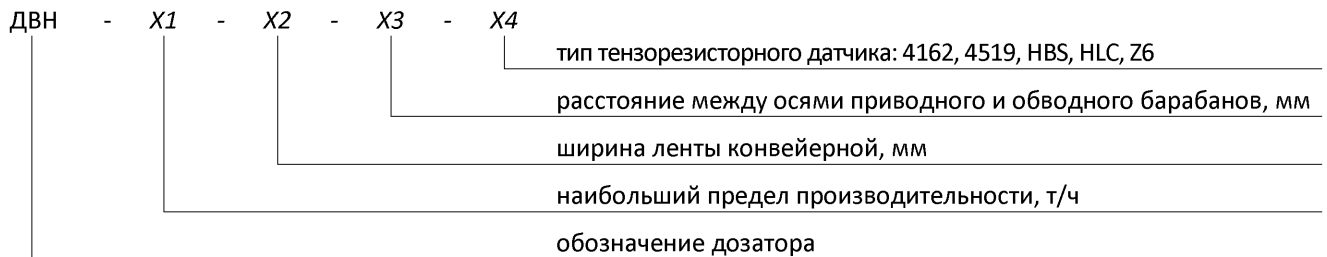 ДВН - X1 - X2 - X3 - X4
тип тензорезисторного датчика: 4162, 4519, HBS, HLC, Z6
расстояние между осями приводного и обводного барабанов, мм
ширина ленты конвейерной, мм
наибольший предел производительности, т/ч
обозначение дозатора